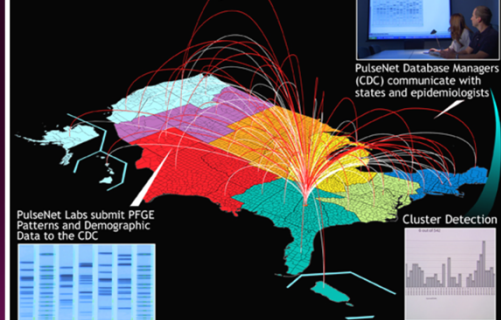 PulseNet Database Managers
(CDC) communicate with
states and epidemiologists
PulseNet Labs submit PFGE
Patterns and Demographic
Data to the CDC
Cluster Detection